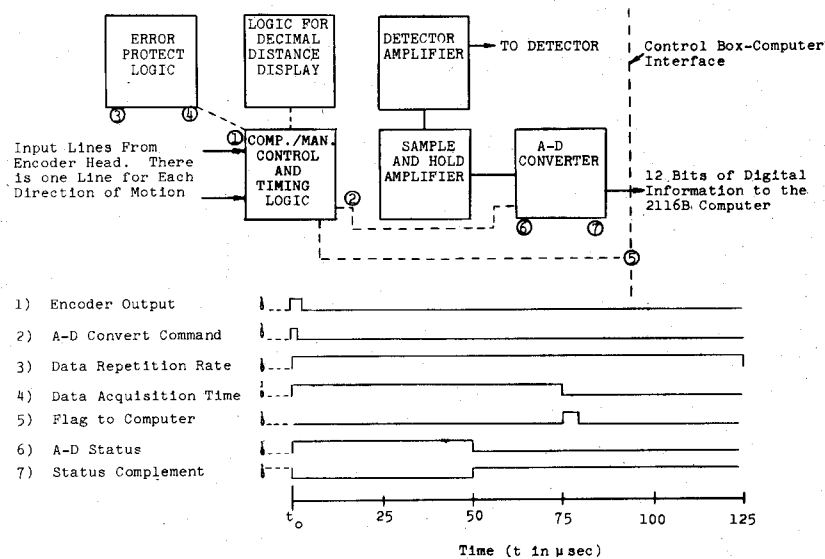 ERROR
PROTECT
LOGIC
LOGIC FOR
DECIMAL
DISTANCE
DISPLAY
DETECTOR
AMPLIFIER
TO DETECTOR
Control Box-Computer
Interface
3
4
1
Input Lines From
Encoder Head. There
is one Line for Each
Direction of Motion
COMP./MAN.
CONTROL
AND
TIMING
LOGIC
2
SAMPLE
AND HOLD
AMPLIFIER
A-D
CONVERTER
12 Bits of Digital
Information to the
2116B Computer
6
7
5
1) Encoder Output
2) A-D Convert Command
3) Data Repetition Rate
4) Data Acquisition Time
5) Flag to Computer
6) A-D Status
7) Status Complement
to 25 50 75 100 125
Time (t in μ sec)